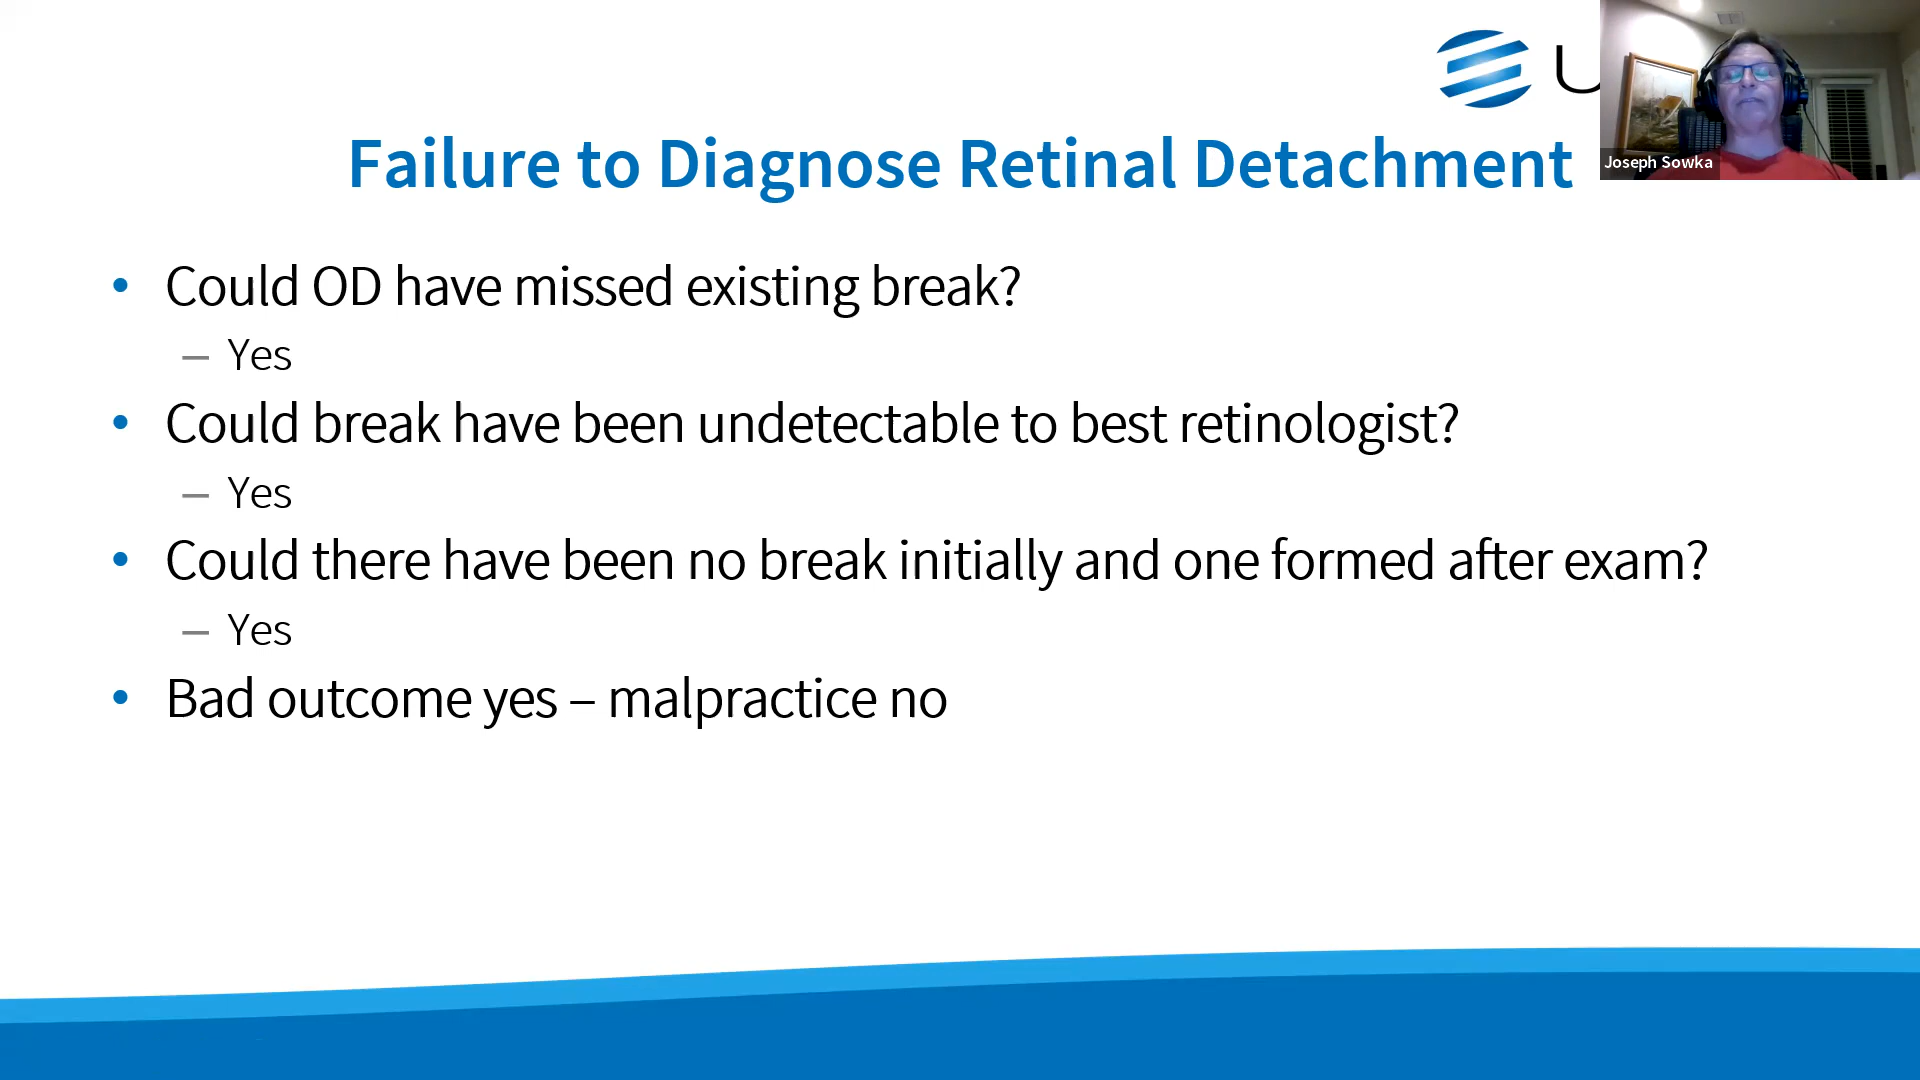 Failure to Diagnose Retinal Detachment
Joseph Sowka
• Could OD have missed existing break?
– Yes
• Could break have been undetectable to best retinologist?
– Yes
• Could there have been no break initially and one formed after exam?
– Yes
• Bad outcome yes – malpractice no